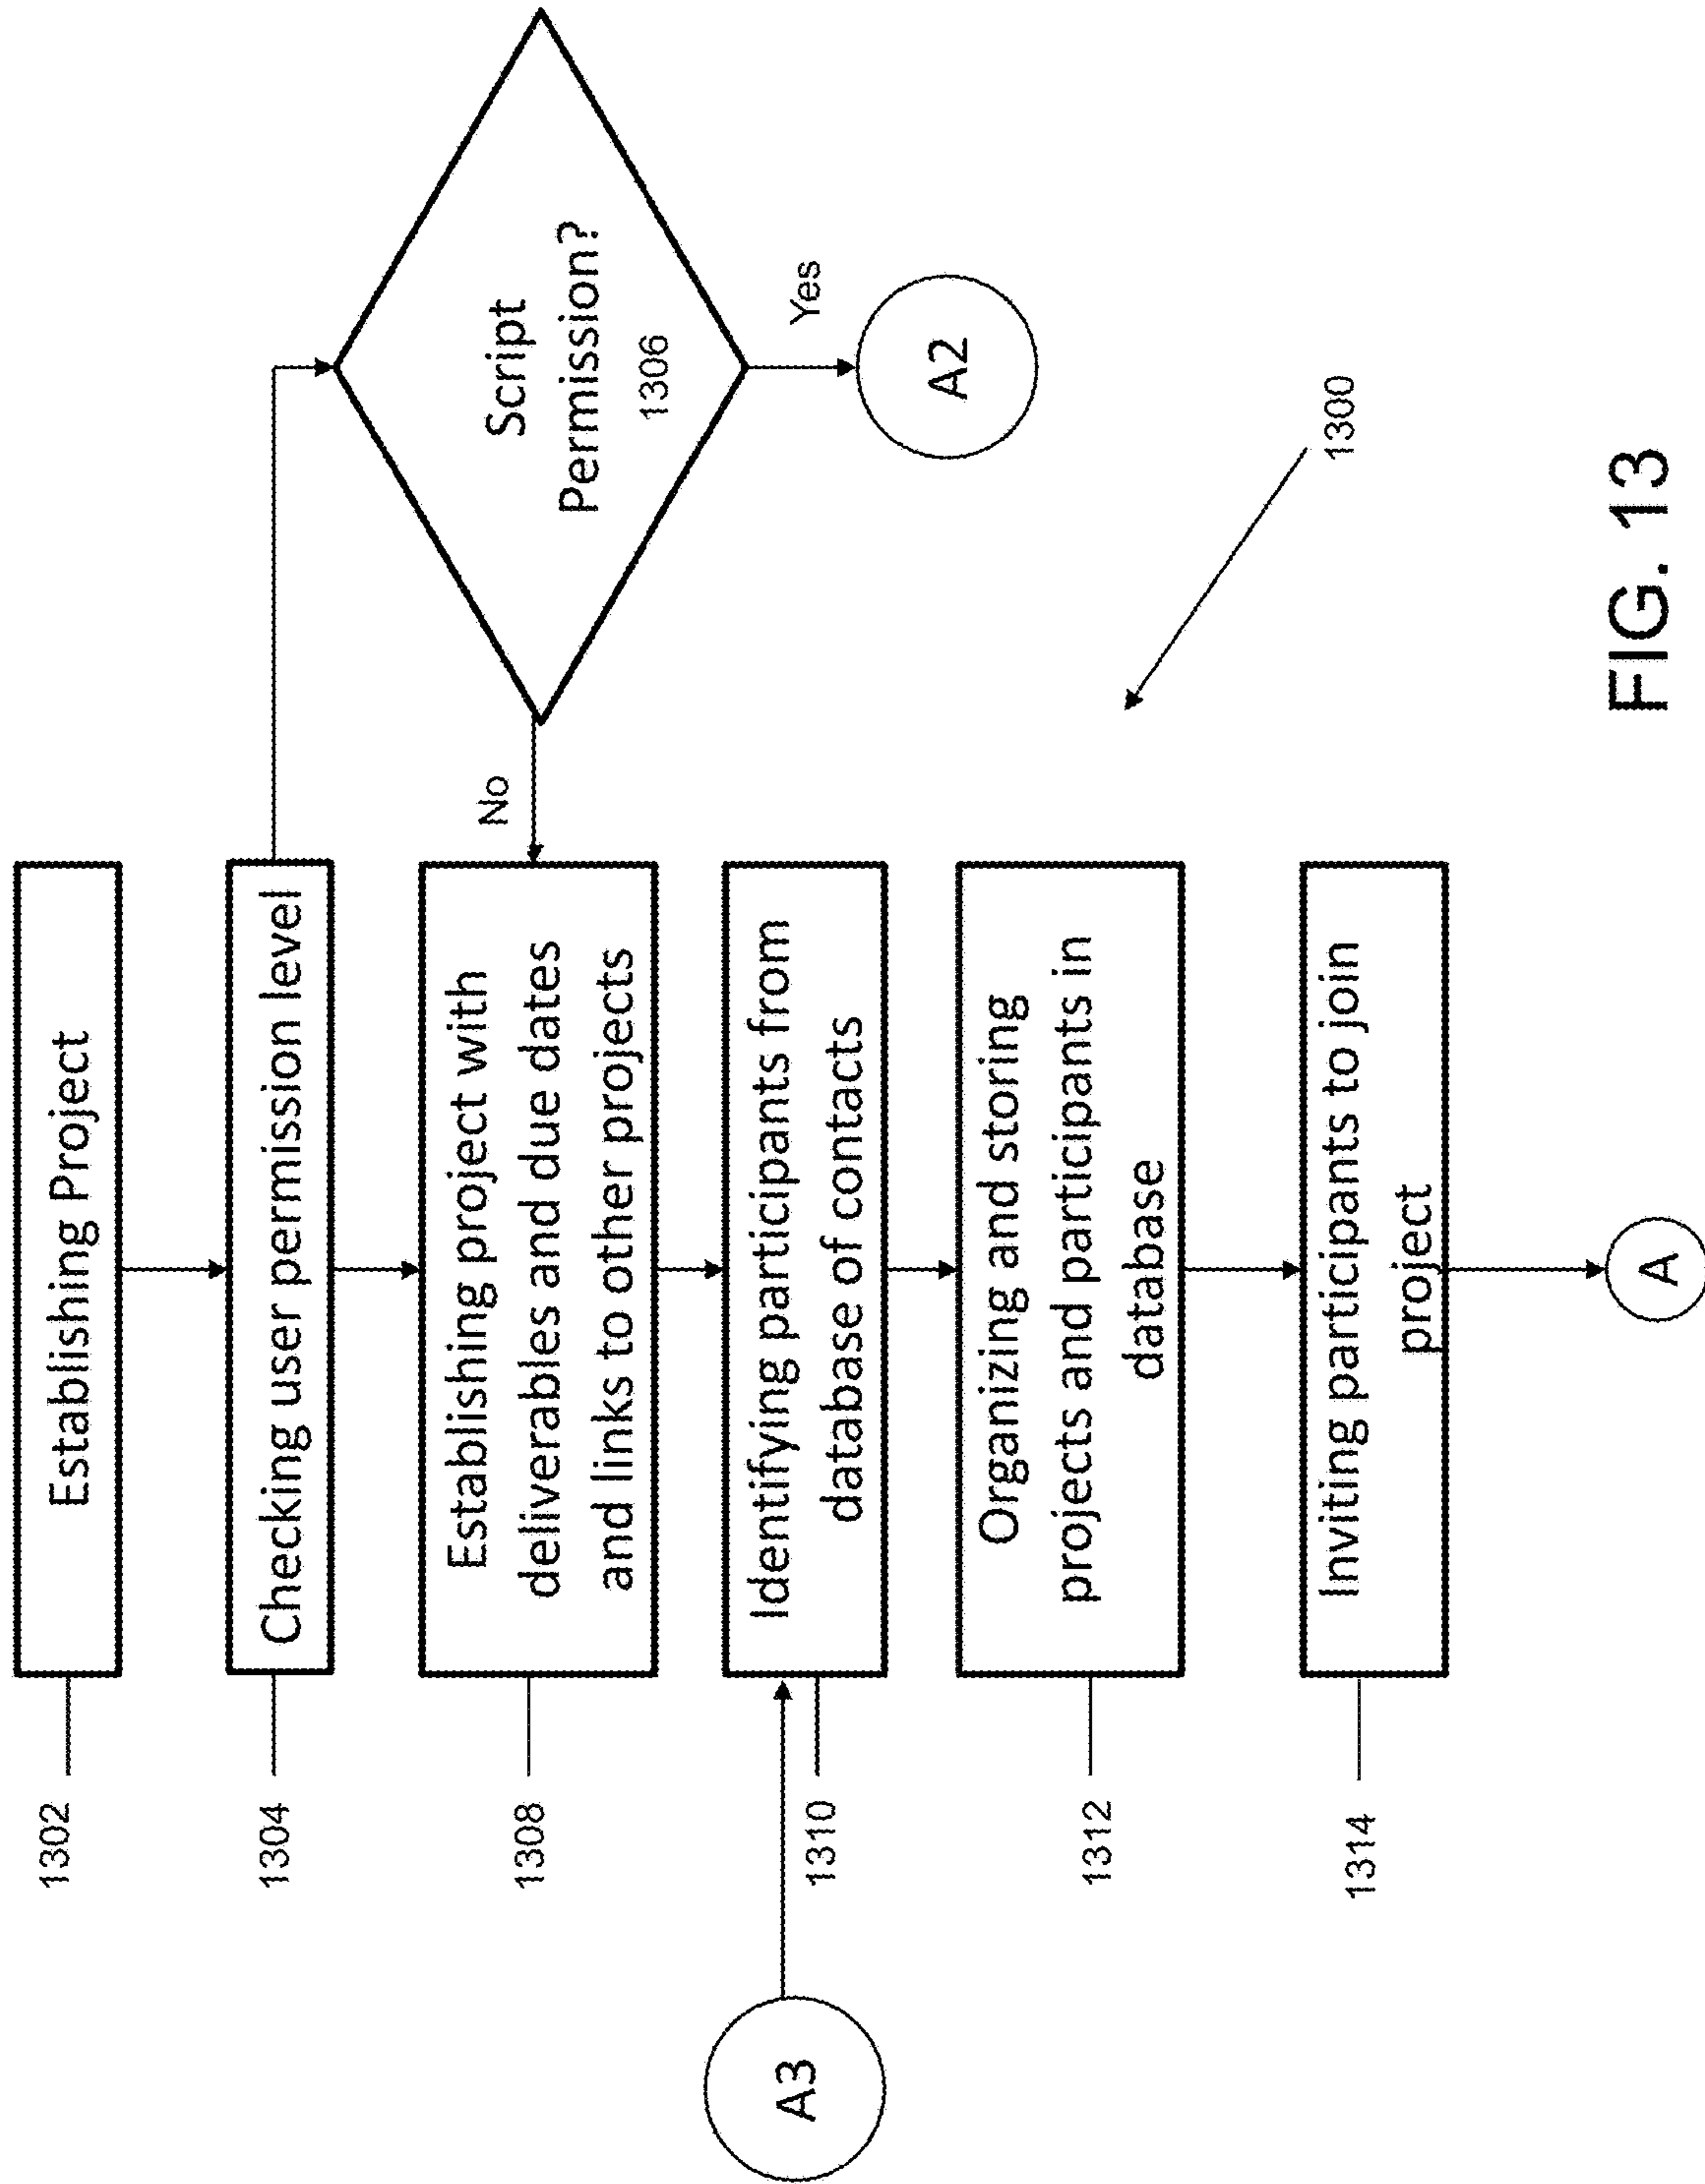 1302
Establishing Project
1304
Checking user permission level
Script
Permission?
1306
No
Yes
A2
1308
Establishing project with
deliverables and due dates
and links to other projects
A3
1310
Identifying participants from
database of contacts
1312
Organizing and storing
projects and participants in
database
1300
1314
Inviting participants to join
project
A
FIG. 13